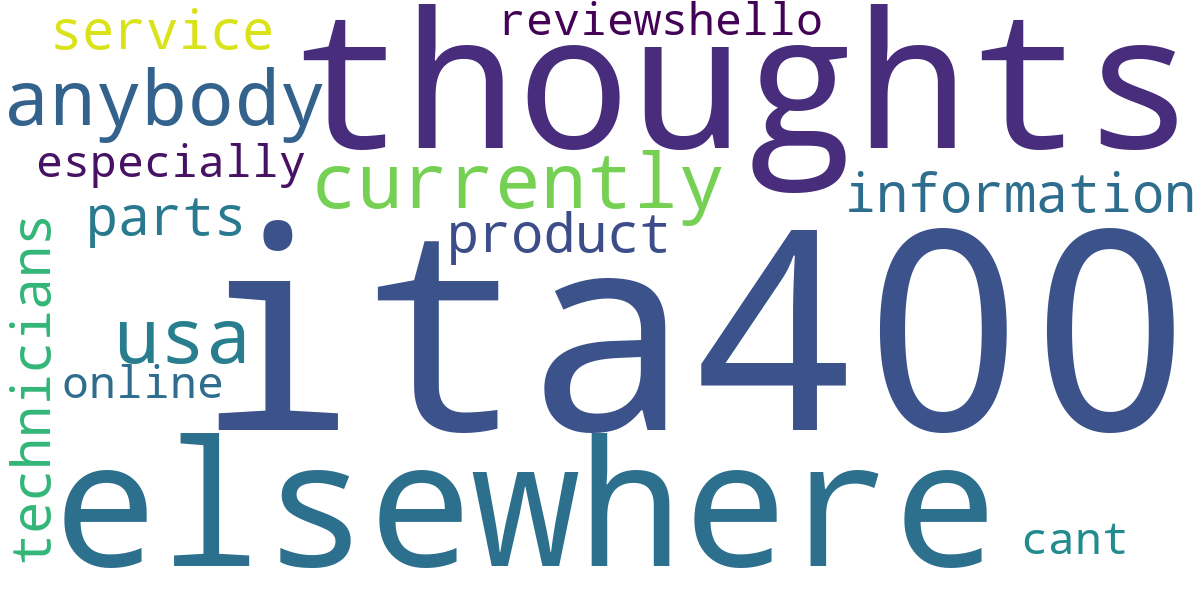 reviewshello
service
thoughts
anybody
especially
currently
information
parts
product
technicians
ita400
usa
online
elsewhere
cant